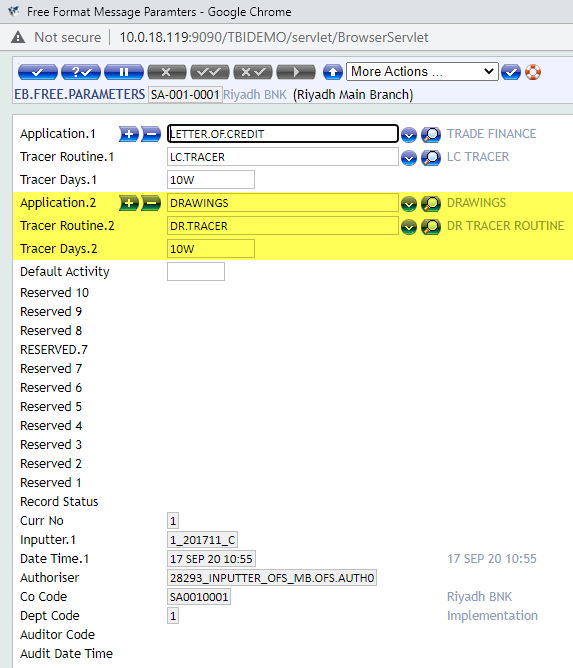 Free Format Message Paramters - Google Chrome
Not secure 10.0.18.119:9090/TBIDEMO/servlet/BrowserServlet
More Actions ...
EB.FREE.PARAMETERS SA-001-0001 Riyadh BNK (Riyadh Main Branch)
Application.1 LETTER.OF.CREDIT TRADE FINANCE
Tracer Routine.1 LC.TRACER LC TRACER
Tracer Days.1 10W
Application.2 DRAWINGS DRAWINGS
Tracer Routine.2 DR.TRACER DR TRACER ROUTINE
Tracer Days.2 10W
Default Activity
Reserved 10
Reserved 9
Reserved 8
RESERVED.7
Reserved 7
Reserved 6
Reserved 5
Reserved 4
Reserved 3
Reserved 2
Reserved 1
Record Status
Curr No 1
Inputter.1 1_201711_C
Date Time.1 17 SEP 20 10:55 17 SEP 20 10:55
Authoriser 28293_INPUTTER_OFS_MB.OFS.AUTH0
Co Code SA0010001 Riyadh BNK
Dept Code 1 Implementation
Auditor Code
Audit Date Time